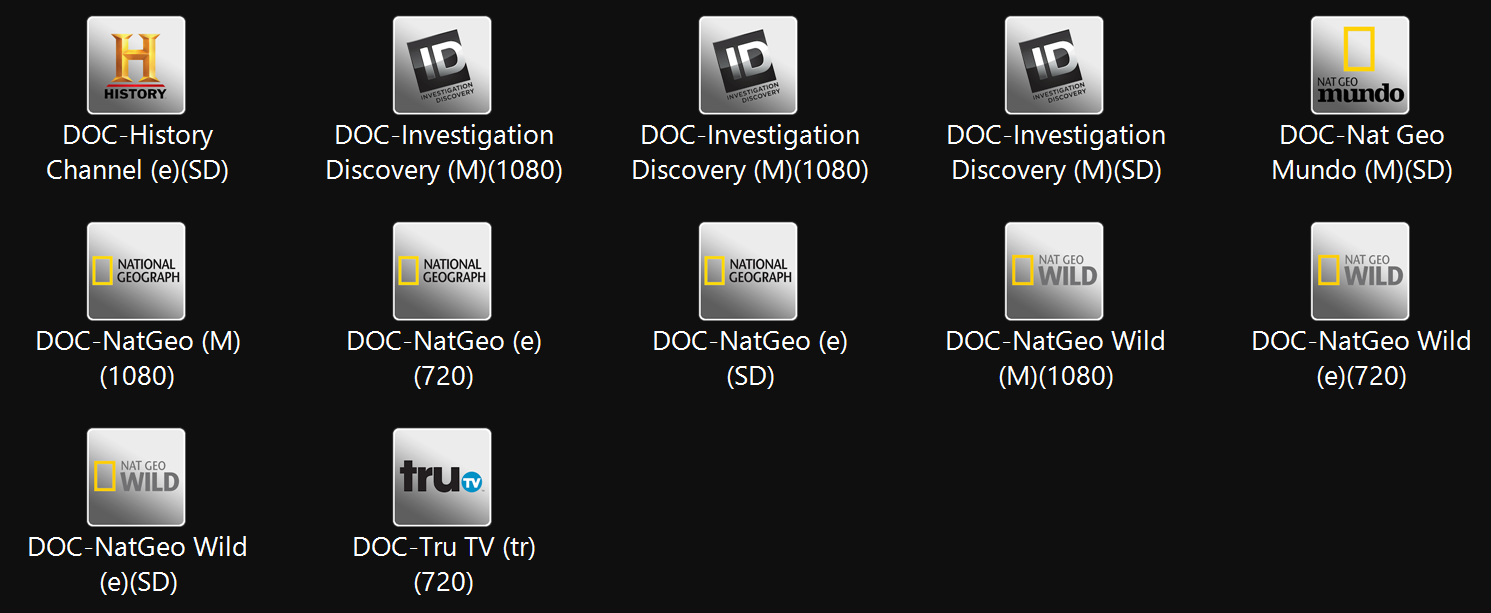 HISTORY
ID
INVESTIGATION
DISCOVERY
ID
INVESTIGATION
DISCOVERY
ID
INVESTIGATION
DISCOVERY
NAT GEO
mundo
DOC-History
Channel (e)(SD)
DOC-Investigation
Discovery (M)(1080)
DOC-Investigation
Discovery (M)(1080)
DOC-Investigation
Discovery (M)(SD)
DOC-Nat Geo
Mundo (M)(SD)
NATIONAL
GEOGRAPH
NATIONAL
GEOGRAPH
NATIONAL
GEOGRAPH
NAT GEO
WILD
NAT GEO
WILD
DOC-NatGeo (M)
(1080)
DOC-NatGeo (e)
(720)
DOC-NatGeo (e)
(SD)
DOC-NatGeo Wild
(M)(1080)
DOC-NatGeo Wild
(e)(720)
NAT GEO
WILD
tru TV
DOC-NatGeo Wild
(e)(SD)
DOC-Tru TV (tr)
(720)